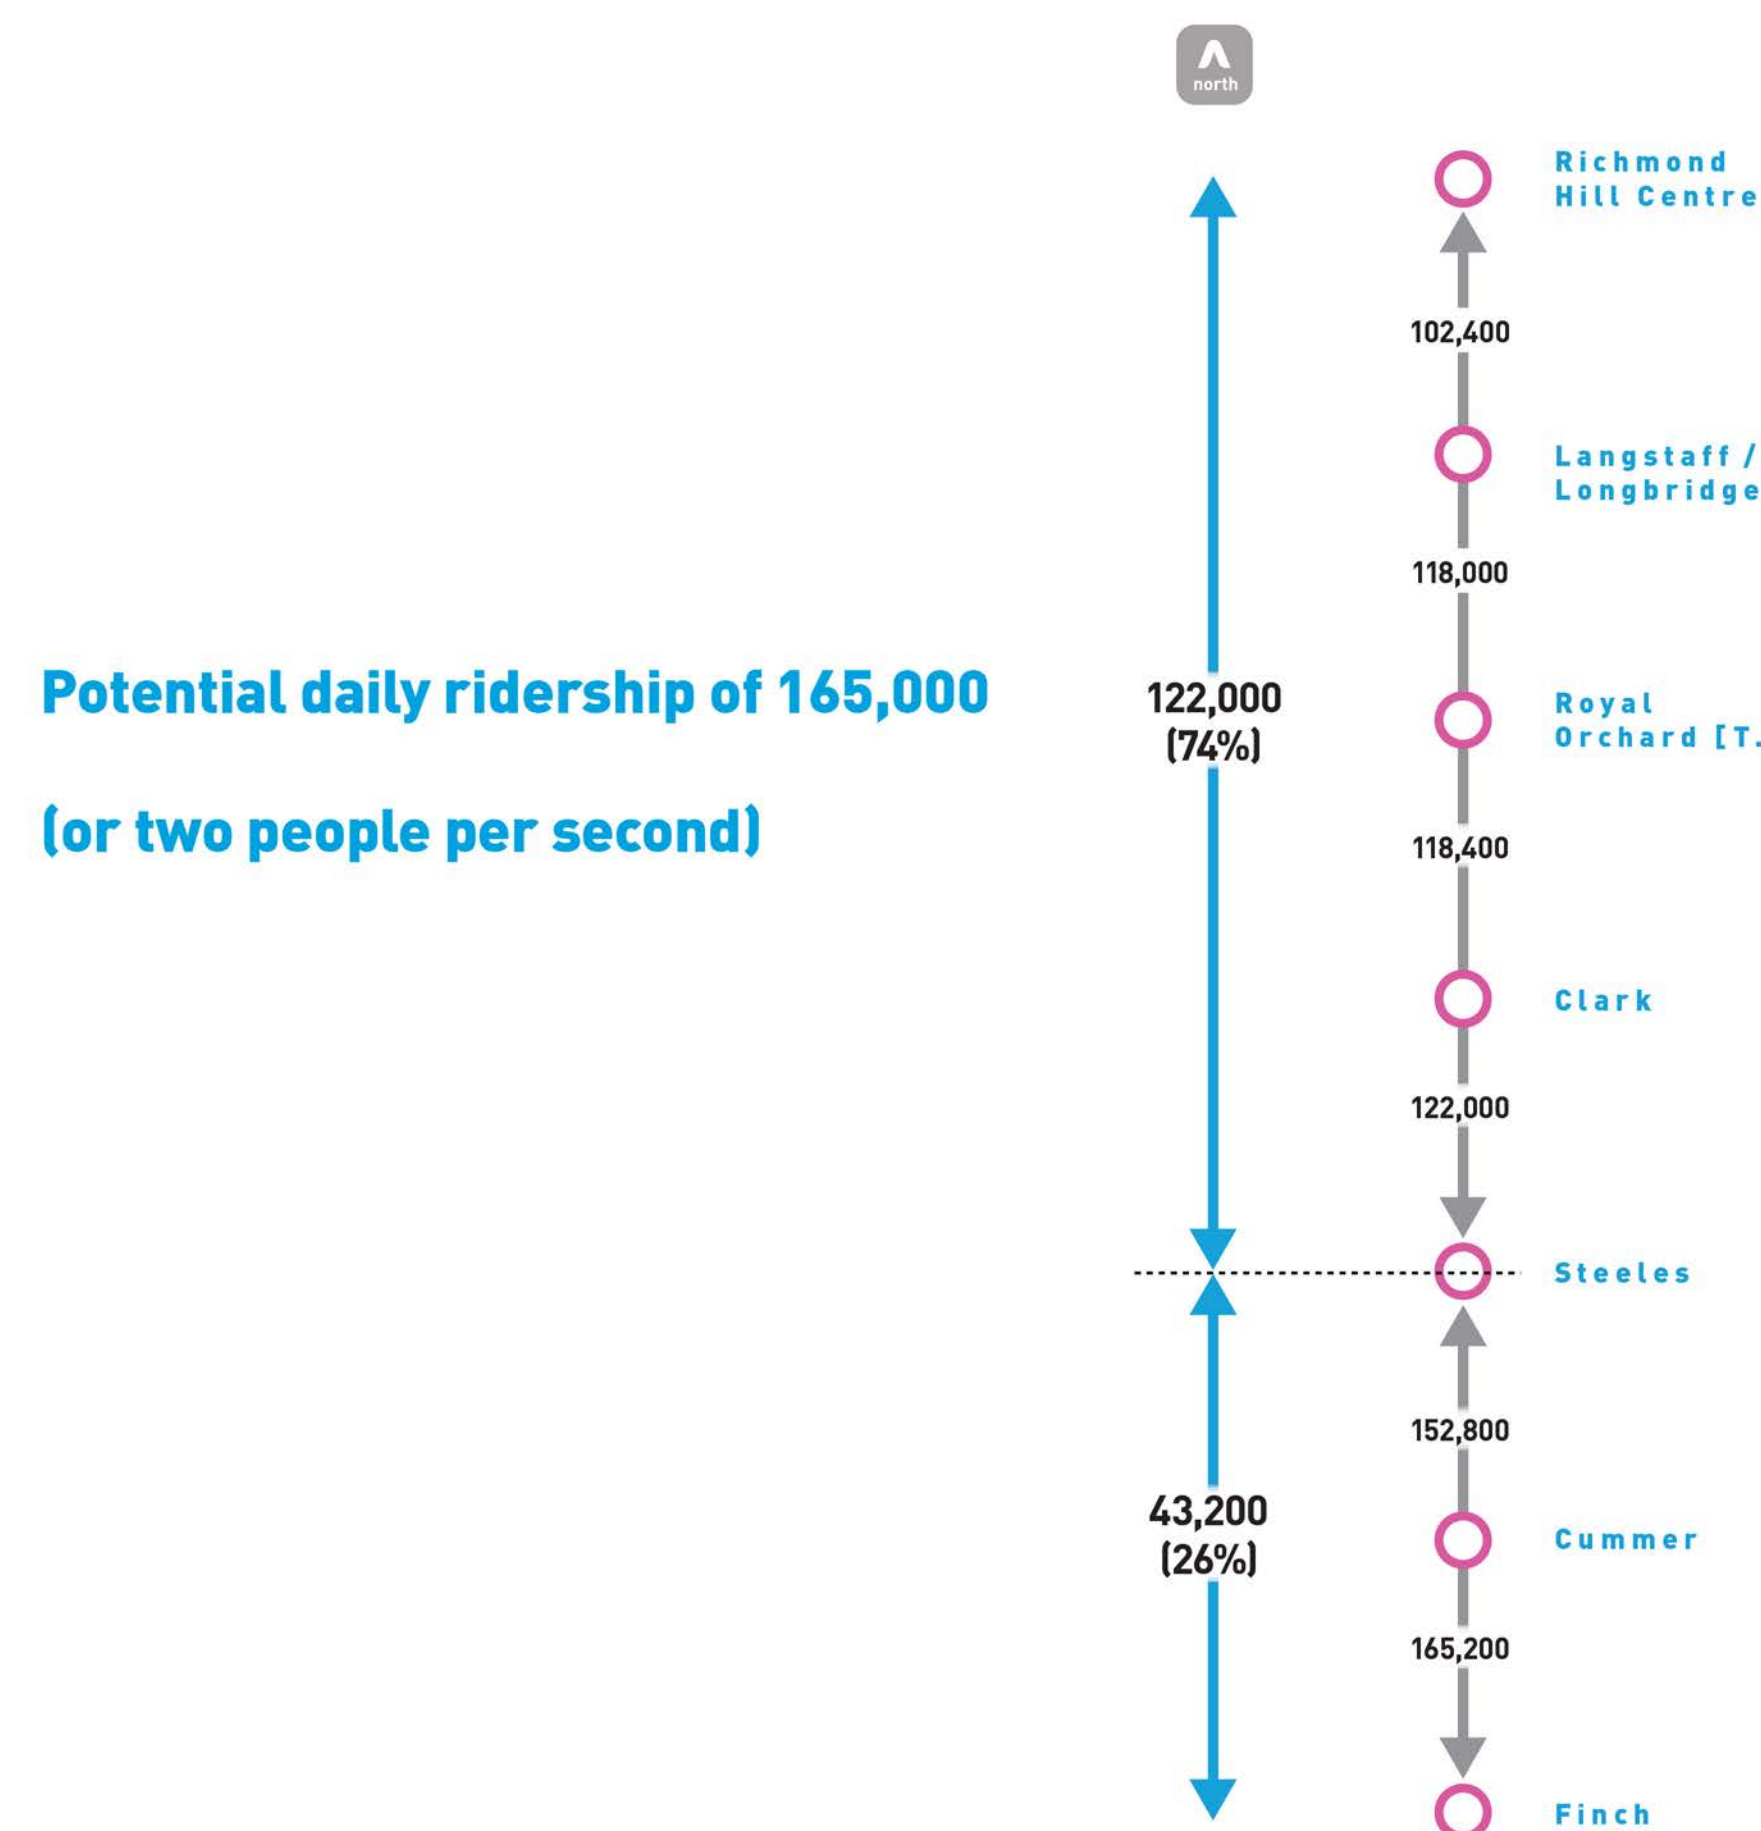 north
Richmond
Hill Centre
102,400
Langstaff /
Longbridge
118,000
Potential daily ridership of 165,000
(or two people per second)
122,000
(74%)
Royal
Orchard [T.
118,400
Clark
122,000
Steeles
152,800
43,200
(26%)
Cummer
165,200
Finch